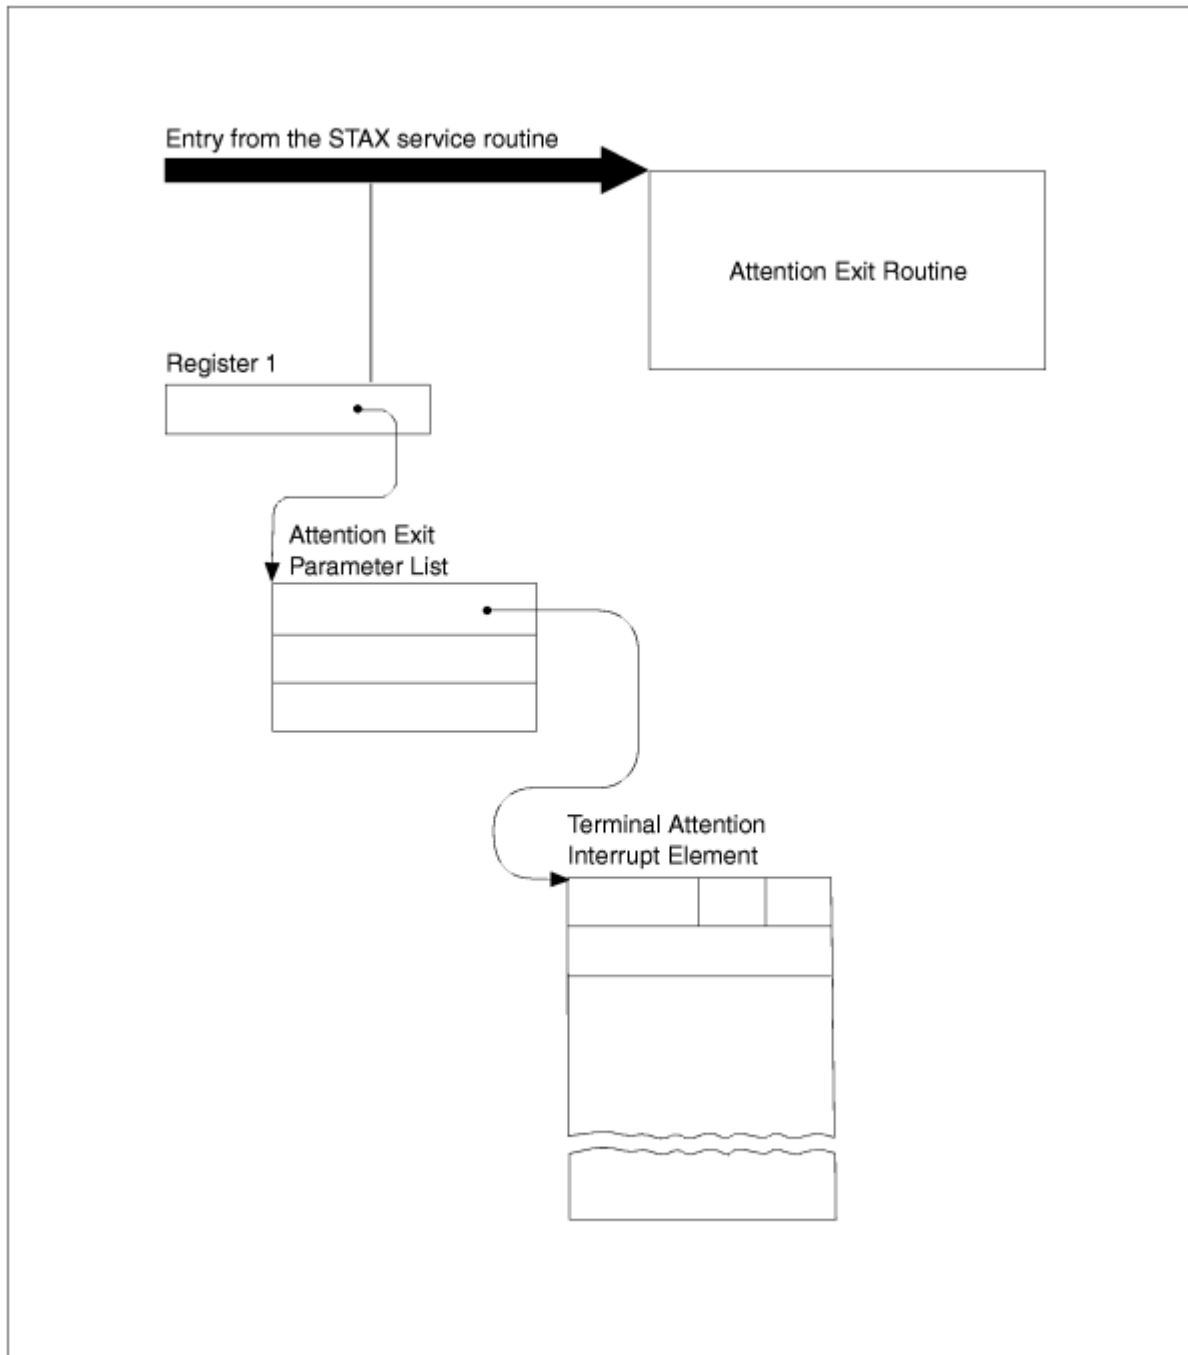 Entry from the STAX service routine
Attention Exit Routine
Register 1
Attention Exit
Parameter List
Terminal Attention
Interrupt Element